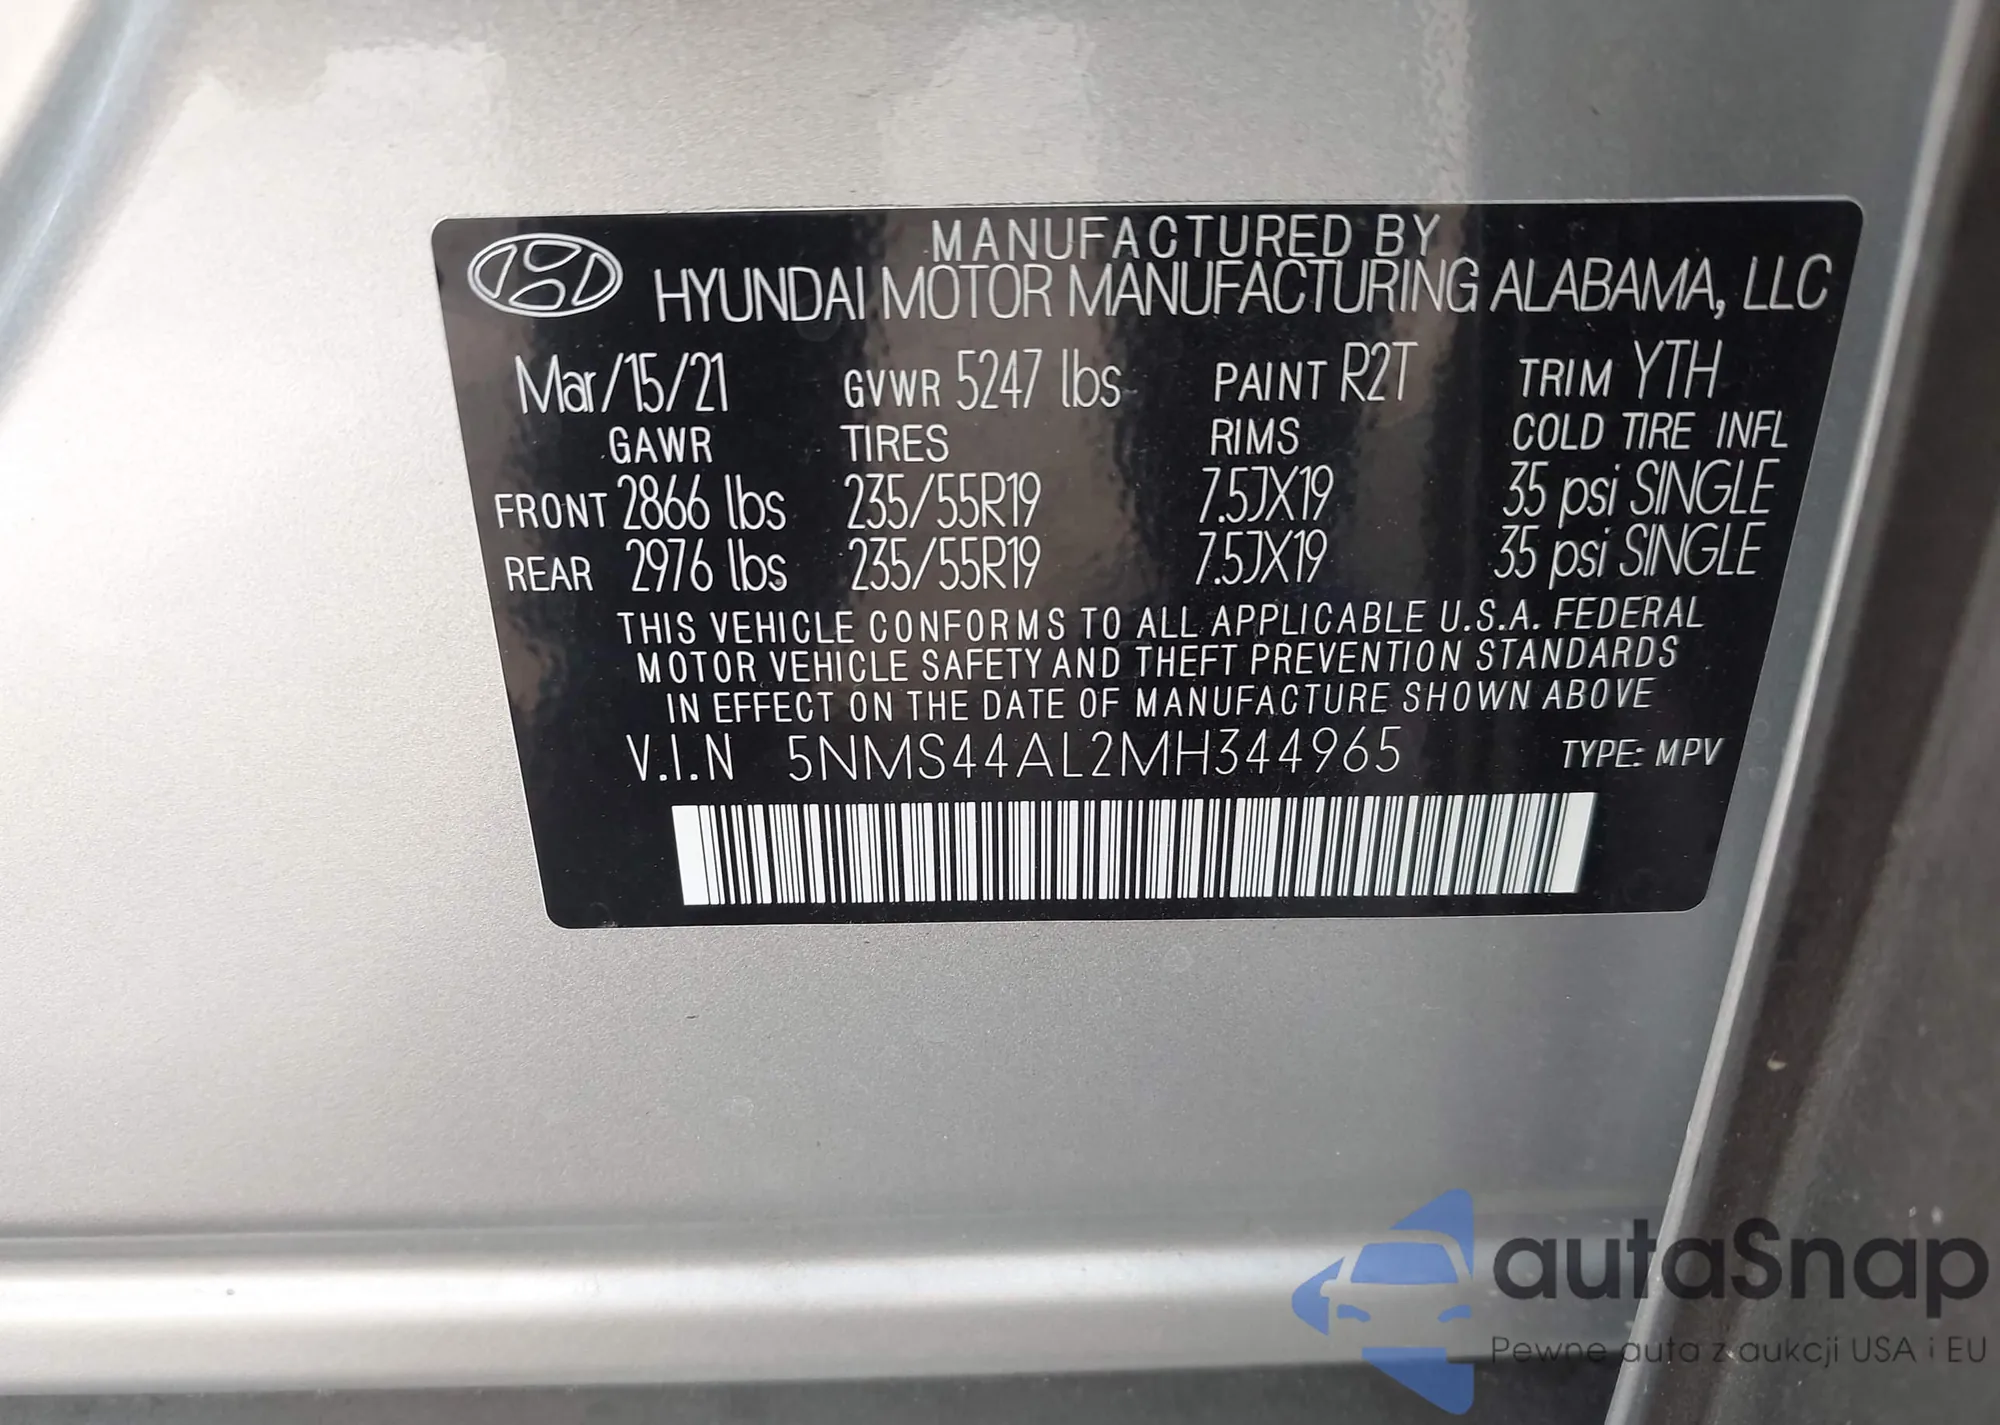 MANUFACTURED BY
HYUNDAI MOTOR MANUFACTURING ALABAMA, LLC
Mar/15/21 GVWR 5247 lbs PAINT R2T TRIM YTH
GAWR TIRES RIMS COLD TIRE INFL
FRONT 2866 lbs 235/55R19 7.5JX19 35 psi SINGLE
REAR 2976 lbs 235/55R19 7.5JX19 35 psi SINGLE
THIS VEHICLE CONFORMS TO ALL APPLICABLE U.S.A. FEDERAL
MOTOR VEHICLE SAFETY AND THEFT PREVENTION STANDARDS
IN EFFECT ON THE DATE OF MANUFACTURE SHOWN ABOVE
V.I.N 5NMS44AL2MH344965 TYPE: MPV
autaSnap
Pewne auta z aukcji USA i EU